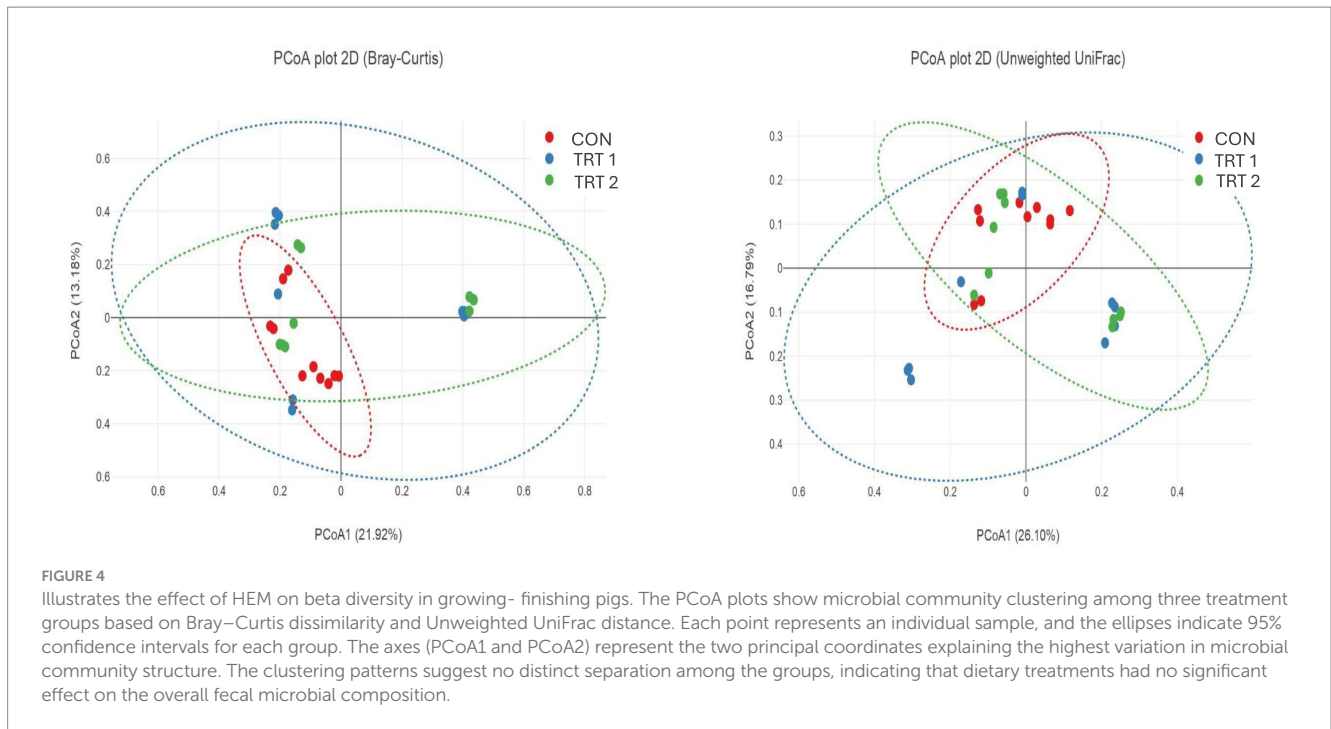 PCoA plot 2D (Bray-Curtis)
CON
TRT 1
TRT 2
0.6
0.4
0.2
0
0.2
0.4
0.6
PCoA2 (13.18%)
0.6
0.4
0.2
0
0.2
0.4
0.6
0.8
PCoA1 (21.92%)
PCoA plot 2D (Unweighted UniFrac)
CON
TRT 1
TRT 2
0.3
0.2
0.1
0
0.1
0.2
0.3
0.4
PCoA2 (16.79%)
0.6
0.4
0.2
0
0.2
0.4
PCoA1 (26.10%)
FIGURE 4
Illustrates the effect of HEM on beta diversity in growing- finishing pigs. The PCoA plots show microbial community clustering among three treatment
groups based on Bray–Curtis dissimilarity and Unweighted UniFrac distance. Each point represents an individual sample, and the ellipses indicate 95%
confidence intervals for each group. The axes (PCoA1 and PCoA2) represent the two principal coordinates explaining the highest variation in microbial
community structure. The clustering patterns suggest no distinct separation among the groups, indicating that dietary treatments had no significant
effect on the overall fecal microbial composition.